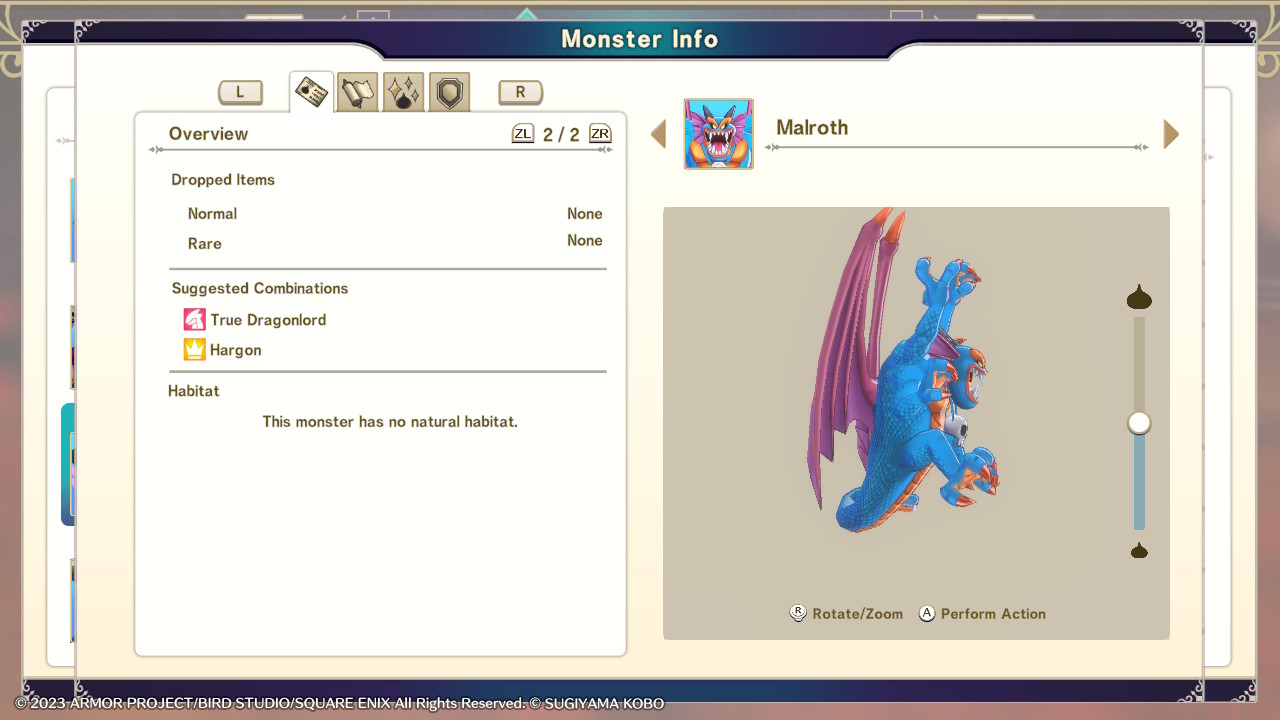 Monster Info
L
R
Overview
ZL 2 / 2 ZR
Malroth
Dropped Items
Normal None
Rare None
Suggested Combinations
True Dragonlord
Hargon
Habitat
This monster has no natural habitat.
R Rotate/Zoom A Perform Action
© 2023 ARMOR PROJECT/BIRD STUDIO/SQUARE ENIX All Rights Reserved. © SUGIYAMA KOBO